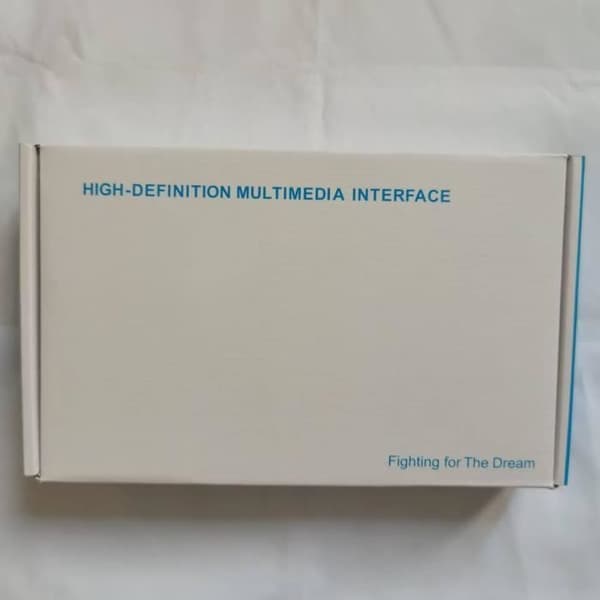 HIGH-DEFINITION MULTIMEDIA INTERFACE
Fighting for The Dream